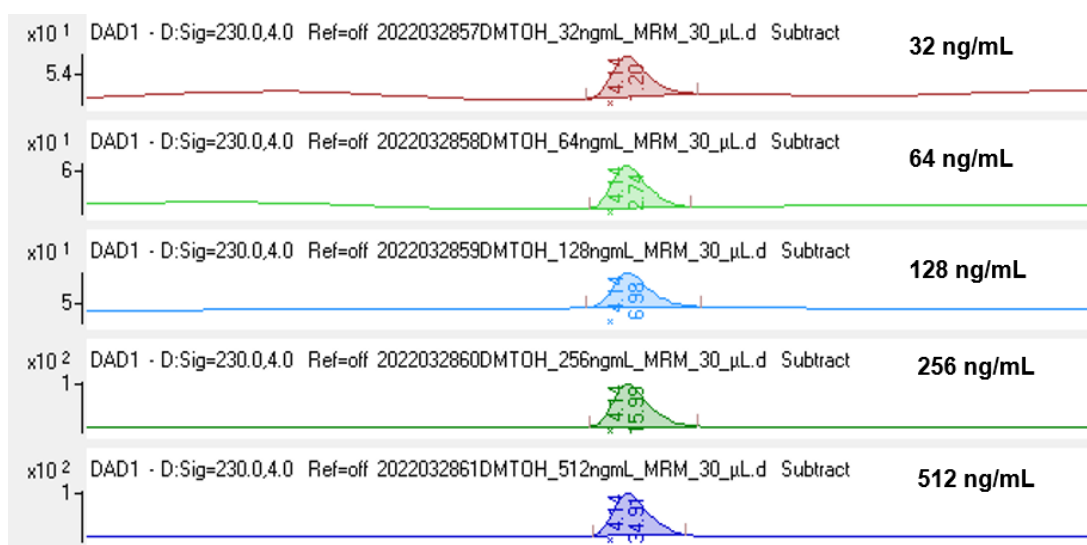 x10 1 DAD1 - D:Sig=230.0,4.0 Ref=off 2022032857DMTOH_32ngmL_MRM_30_µL.d Subtract
32 ng/mL
5.4
4.14
.20
x10 1 DAD1 - D:Sig=230.0,4.0 Ref=off 2022032858DMTOH_64ngmL_MRM_30_µL.d Subtract
64 ng/mL
6
4.14
2.74
x10 1 DAD1 - D:Sig=230.0,4.0 Ref=off 2022032859DMTOH_128ngmL_MRM_30_µL.d Subtract
128 ng/mL
5
4.14
6.98
x10 2 DAD1 - D:Sig=230.0,4.0 Ref=off 2022032860DMTOH_256ngmL_MRM_30_µL.d Subtract
256 ng/mL
1
4.14
15.99
x10 2 DAD1 - D:Sig=230.0,4.0 Ref=off 2022032861DMTOH_512ngmL_MRM_30_µL.d Subtract
512 ng/mL
1
4.14
34.91